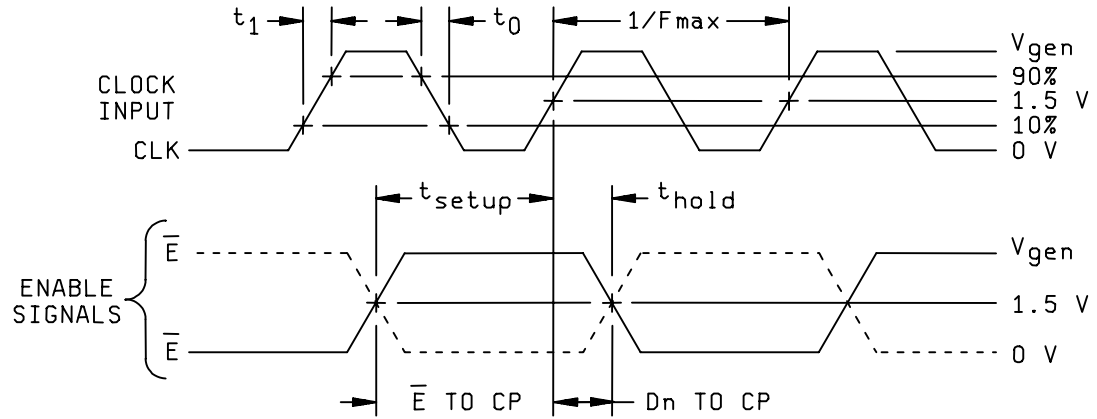 t1 t0 1/Fmax
Vgen
90%
CLOCK
INPUT
1.5 V
10%
CLK
0 V
tsetup thold
E̅
Vgen
ENABLE
SIGNALS
1.5 V
E̅
0 V
E̅ TO CP Dn TO CP